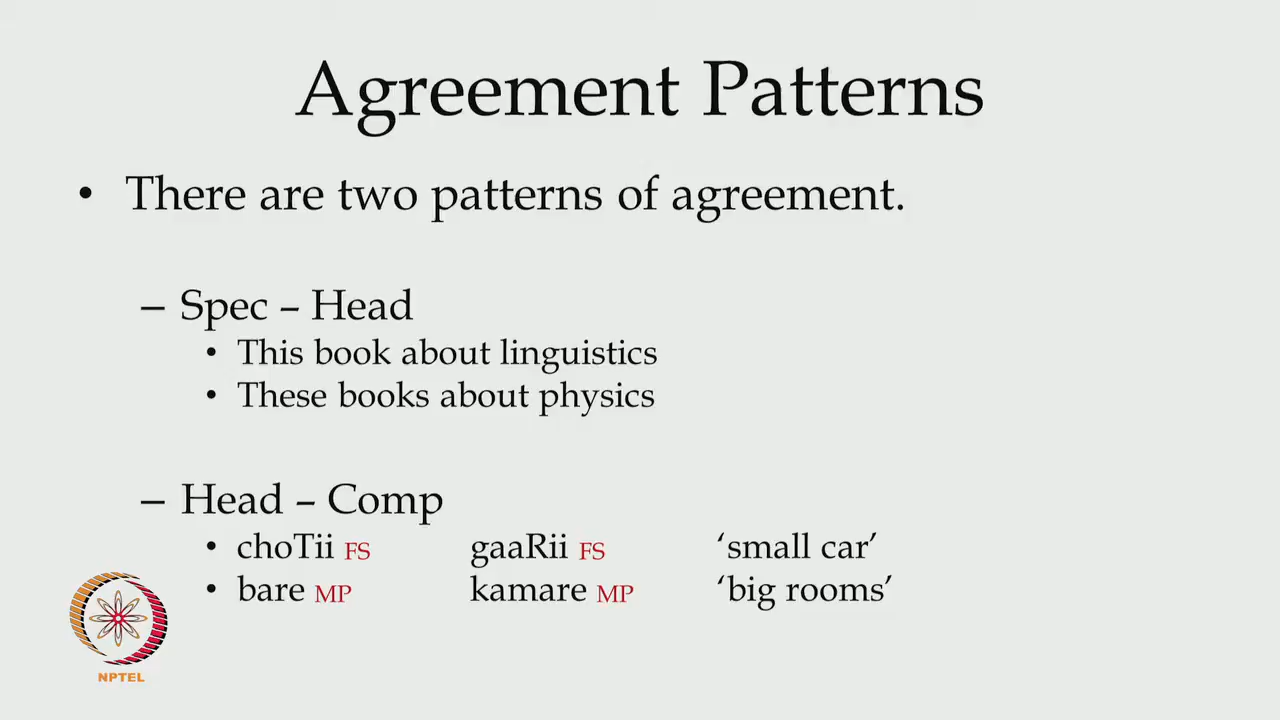 Agreement Patterns
• There are two patterns of agreement.
– Spec – Head
• This book about linguistics
• These books about physics
– Head – Comp
• choTii FS gaaRii FS ‘small car’
• bare MP kamare MP ‘big rooms’
NPTEL